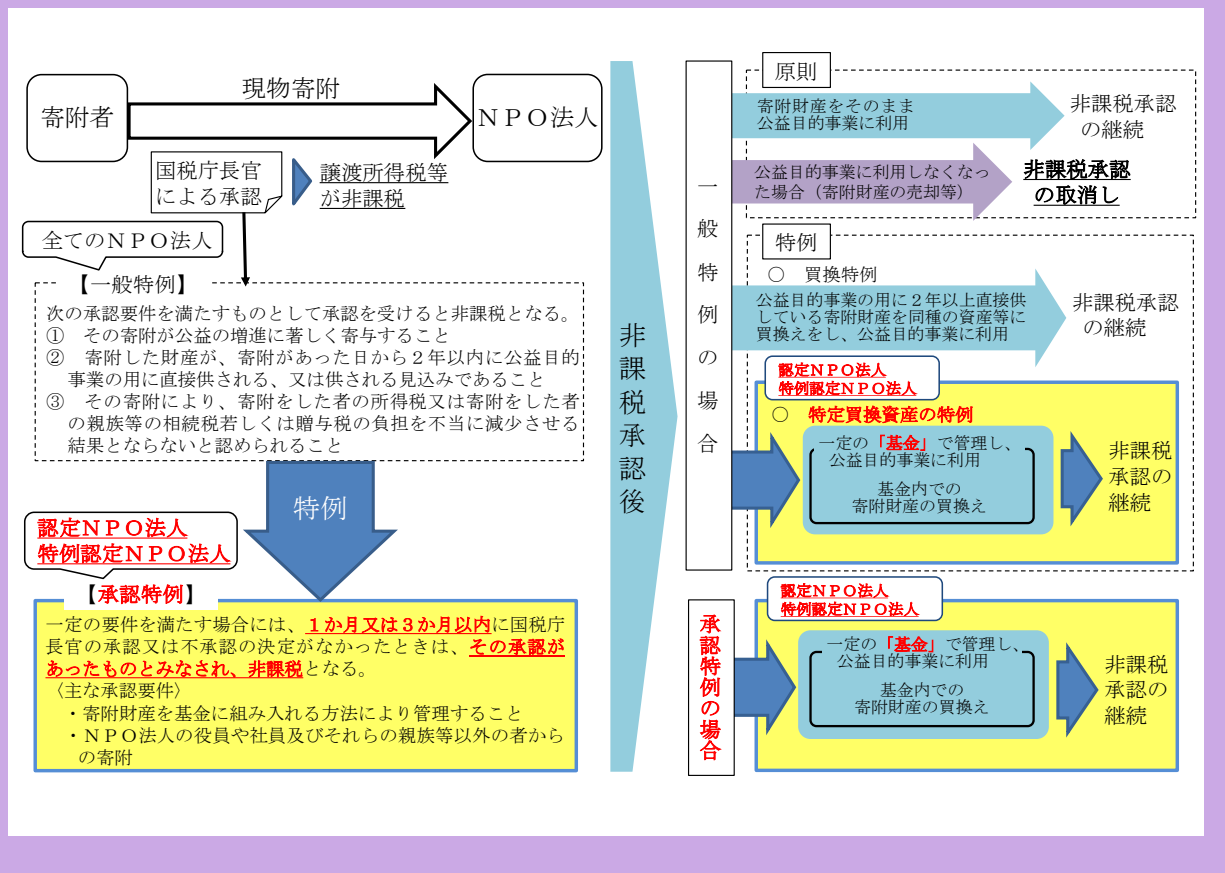 現物寄附
寄附者
ＮＰＯ法人
国税庁長官
による承認
譲渡所得税等
が非課税
全てのＮＰＯ法人
【一般特例】
次の承認要件を満たすものとして承認を受けると非課税となる。
①　その寄附が公益の増進に著しく寄与すること
②　寄附した財産が、寄附があった日から２年以内に公益目的
事業の用に直接供される、又は供される見込みであること
③　その寄附により、寄附をした者の所得税又は寄附をした者
の親族等の相続税若しくは贈与税の負担を不当に減少させる
結果とならないと認められること
特例
認定ＮＰＯ法人
特例認定ＮＰＯ法人
【承認特例】
一定の要件を満たす場合には、１か月又は３か月以内に国税庁
長官の承認又は不承認の決定がなかったときは、その承認が
あったものとみなされ、非課税となる。
〈主な承認要件〉
・寄附財産を基金に組み入れる方法により管理すること
・ＮＰＯ法人の役員や社員及びそれらの親族等以外の者から
の寄附
非課税承認後
一般特例の場合
原則
寄附財産をそのまま
公益目的事業に利用
非課税承認
の継続
公益目的事業に利用しなくなっ
た場合（寄附財産の売却等）
非課税承認
の取消し
特例
○　買換特例
公益目的事業の用に２年以上直接供
している寄附財産を同種の資産等に
買換えをし、公益目的事業に利用
非課税承認
の継続
認定ＮＰＯ法人
特例認定ＮＰＯ法人
○　特定買換資産の特例
一定の「基金」で管理し、
公益目的事業に利用
基金内での
寄附財産の買換え
非課税
承認の
継続
承認特例の場合
認定ＮＰＯ法人
特例認定ＮＰＯ法人
一定の「基金」で管理し、
公益目的事業に利用
基金内での
寄附財産の買換え
非課税
承認の
継続